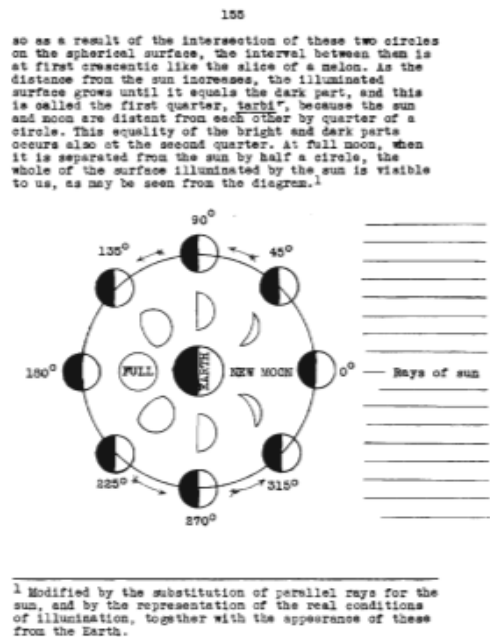 155
so as a result of the intersection of these two circles
on the spherical surface, the interval between them is
at first crescentic like the slice of a melon. As the
distance from the sun increases, the illuminated
surface grows until it equals the dark part, and this
is called the first quarter, tarbi', because the sun
and moon are distant from each other by quarter of a
circle. This equality of the bright and dark parts
occurs also at the second quarter. At full moon, when
it is separated from the sun by half a circle, the
whole of the surface illuminated by the sun is visible
to us, as may be seen from the diagram.1
90°
135°
45°
180°
FULL
EARTH
NEW MOON
0°
Rays of sun
225°
315°
270°
1 Modified by the substitution of parallel rays for the
sun, and by the representation of the real conditions
of illumination, together with the appearance of these
from the Earth.